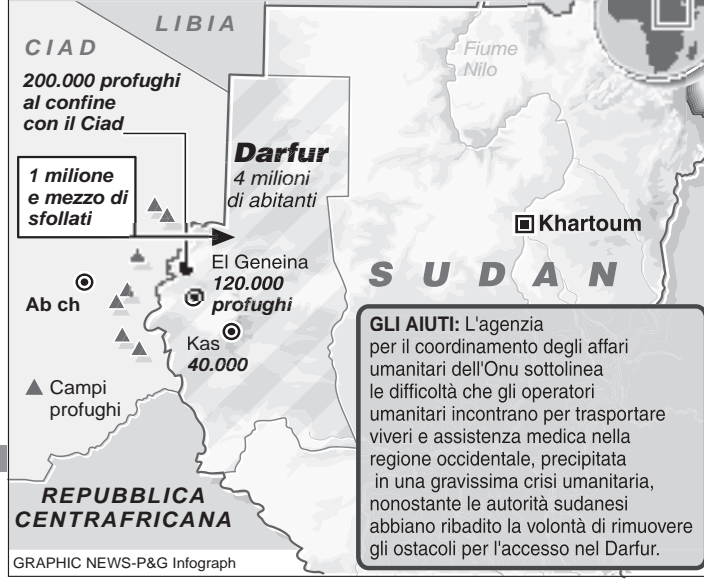 LIBIA
CIAD
200.000 profughi
al confine
con il Ciad
Fiume
Nilo
Darfur
4 milioni
di abitanti
1 milione
e mezzo di
sfollati
Khartoum
El Geneina
120.000
profughi
SUDAN
Ab ch
Kas
40.000
Campi
profughi
GLI AIUTI: L'agenzia
per il coordinamento degli affari
umanitari dell'Onu sottolinea
le difficoltà che gli operatori
umanitari incontrano per trasportare
viveri e assistenza medica nella
regione occidentale, precipitata
in una gravissima crisi umanitaria,
nonostante le autorità sudanesi
abbiano ribadito la volontà di rimuovere
gli ostacoli per l'accesso nel Darfur.
REPUBBLICA
CENTRAFRICANA
GRAPHIC NEWS-P&G Infograph